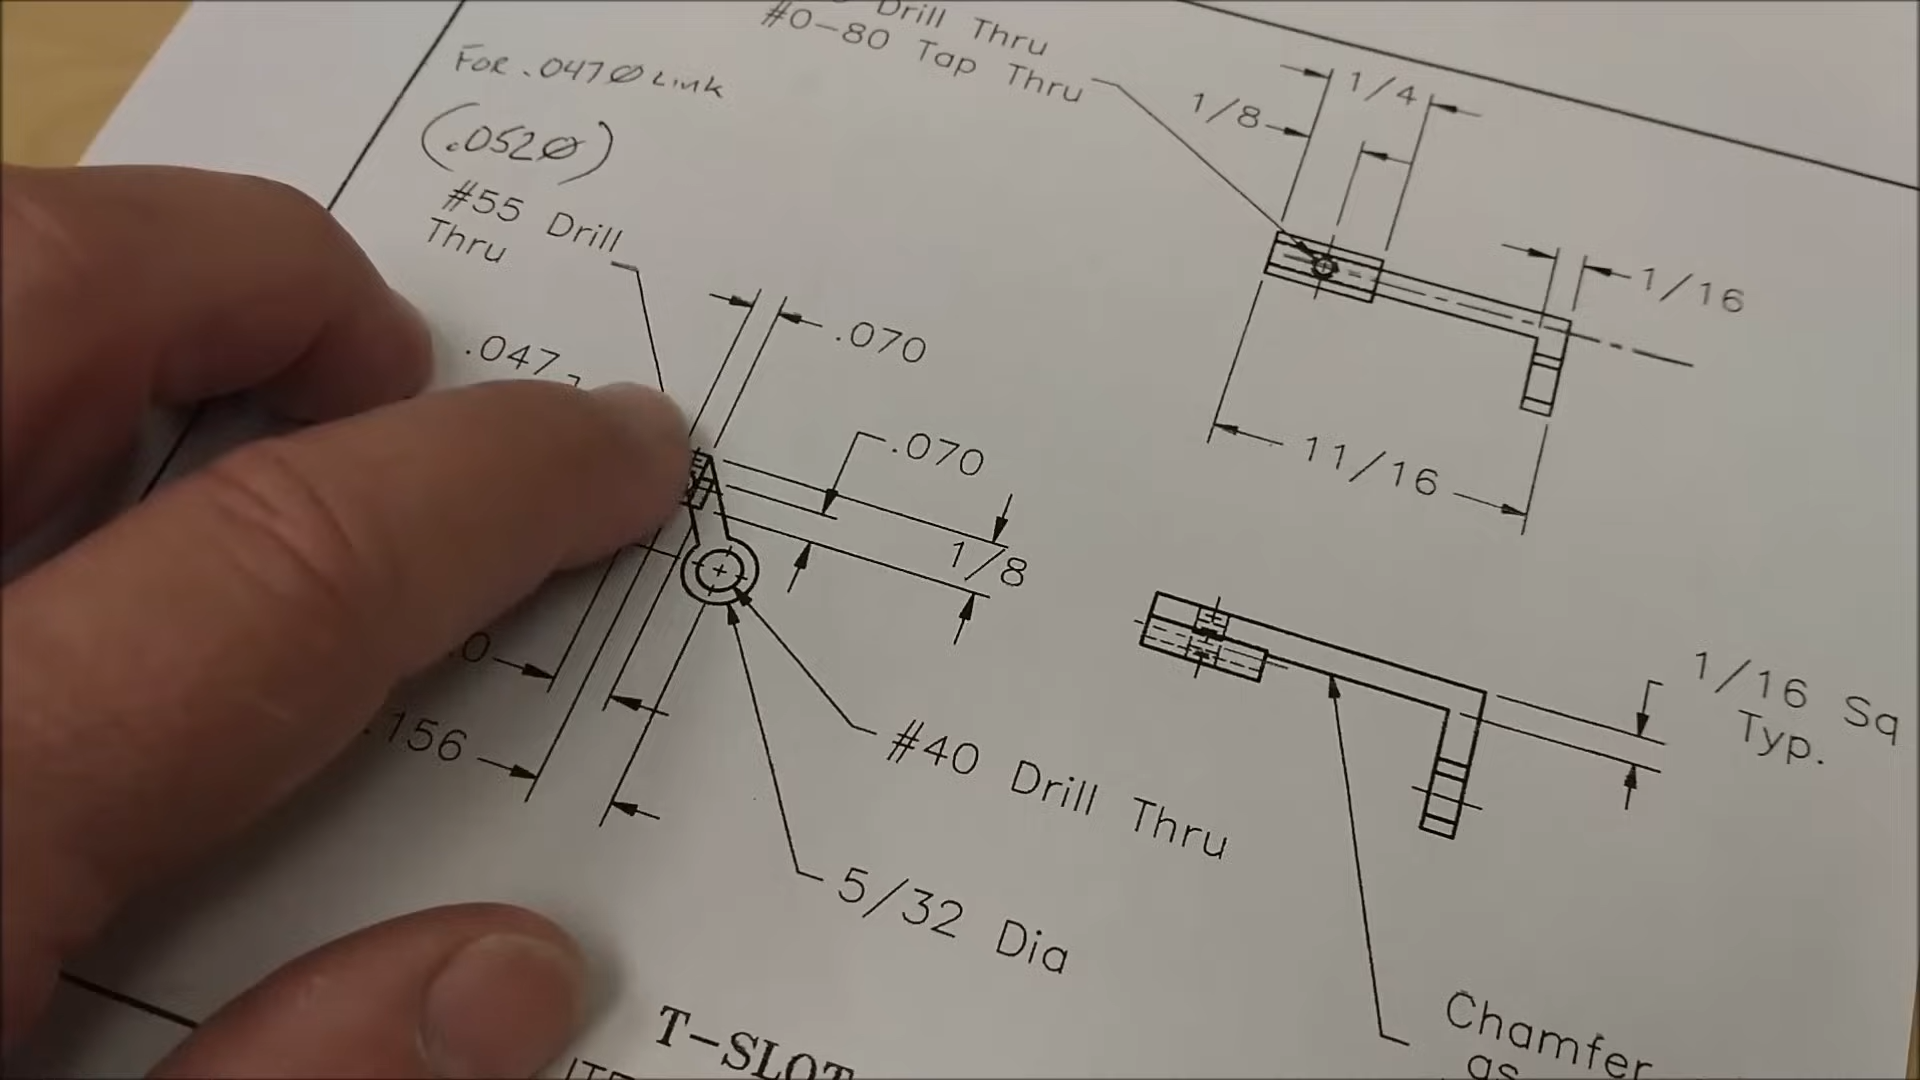 Drill Thru
#0-80 Tap Thru
FOR .047Ø LINK
(.052Ø)
#55 Drill
Thru
.047
.070
.070
1/8
.156
#40 Drill Thru
5/32 Dia
T-SLOT
1/4
1/8
1/16
11/16
1/16 Sq
Typ.
Chamfer
as